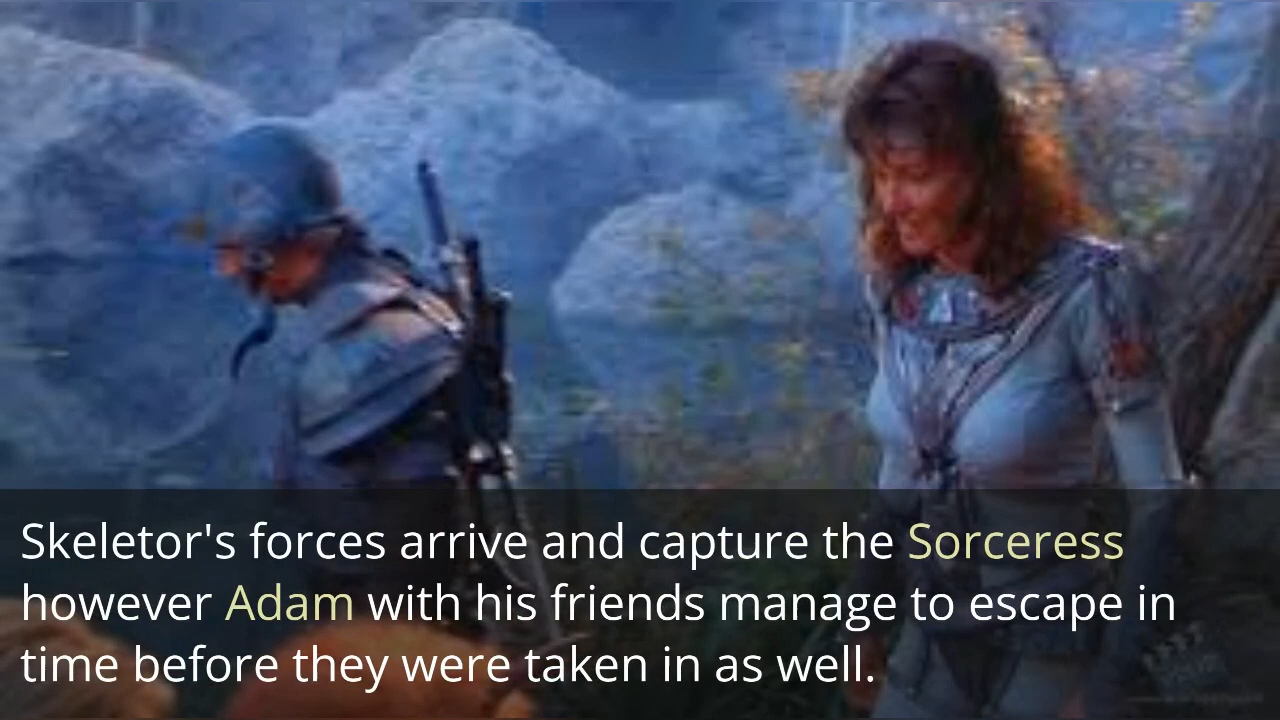 Skeletor's forces arrive and capture the Sorceress
however Adam with his friends manage to escape in
time before they were taken in as well.